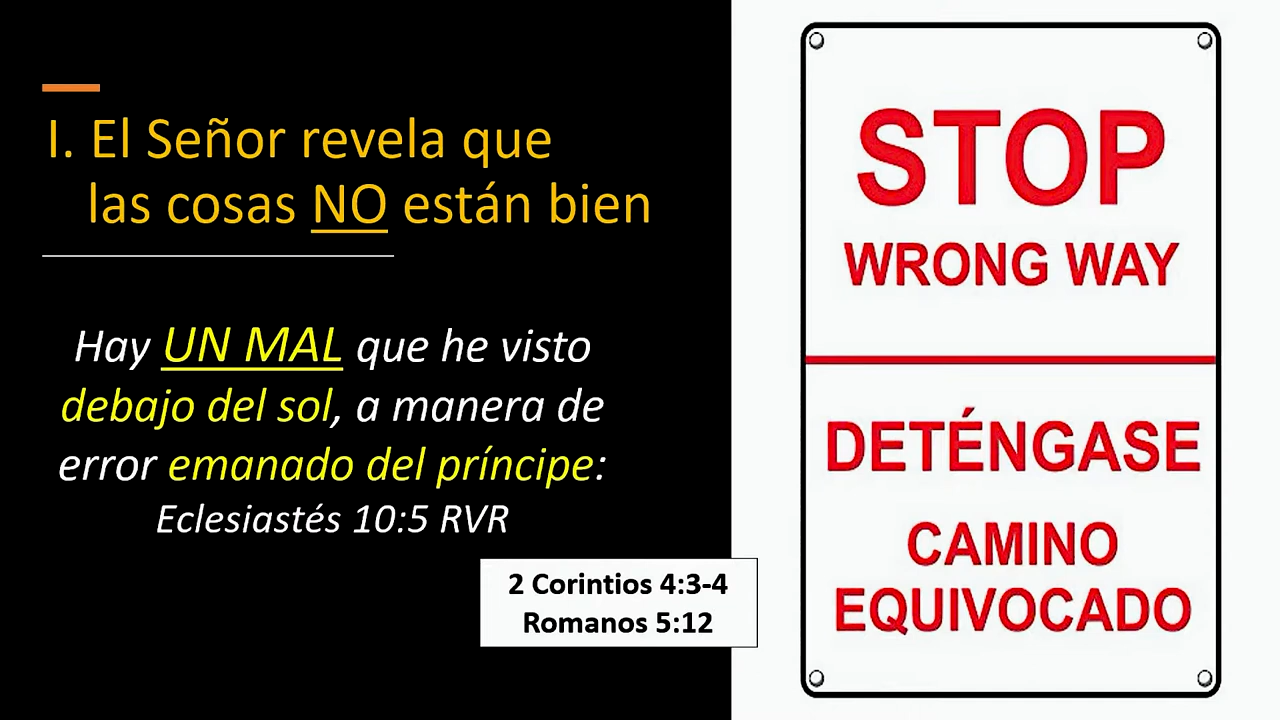 I. El Señor revela que
las cosas NO están bien
Hay UN MAL que he visto
debajo del sol, a manera de
error emanado del príncipe:
Eclesiastés 10:5 RVR
2 Corintios 4:3-4
Romanos 5:12
STOP
WRONG WAY
DETÉNGASE
CAMINO
EQUIVOCADO